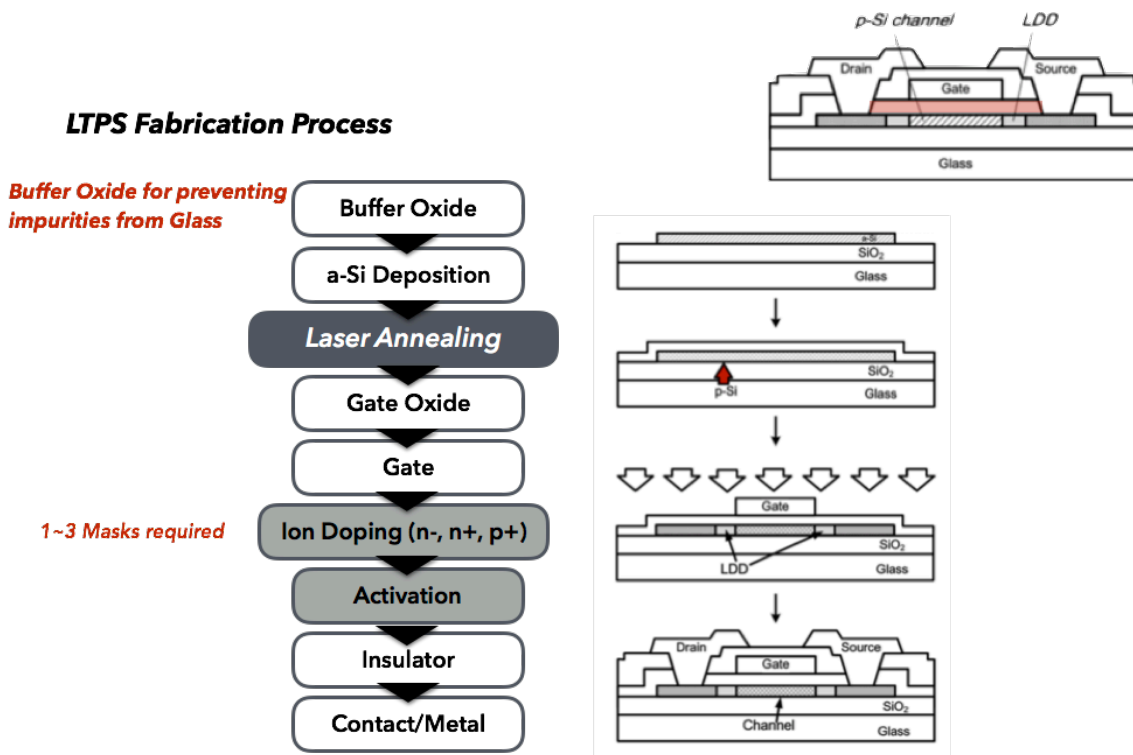 p-Si channel
LDD
Drain
Source
Gate
Glass
LTPS Fabrication Process
Buffer Oxide for preventing
impurities from Glass
Buffer Oxide
a-Si Deposition
Laser Annealing
Gate Oxide
Gate
1~3 Masks required
Ion Doping (n-, n+, p+)
Activation
Insulator
Contact/Metal
a-Si
SiO₂
Glass
SiO₂
p-Si
Glass
Gate
SiO₂
LDD
Glass
Drain
Source
Gate
SiO₂
Channel
Glass